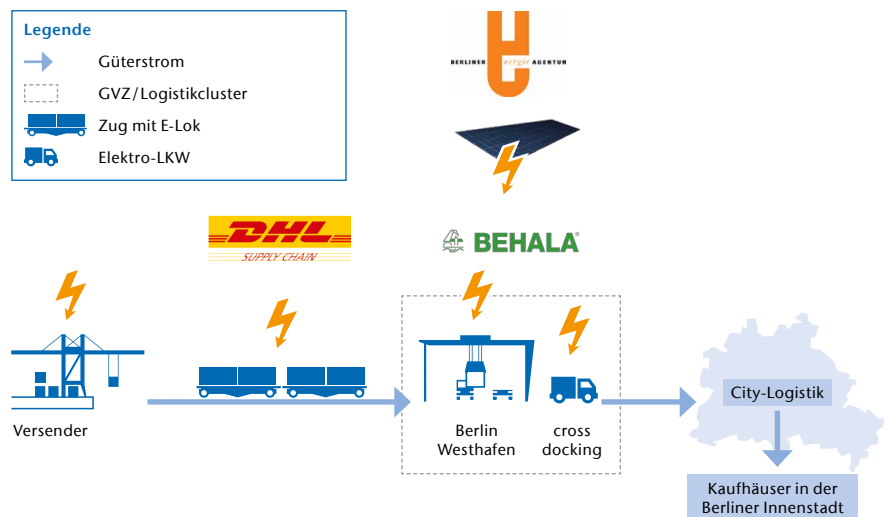 Legende
Güterstrom
GVZ/Logistikcluster
Zug mit E-Lok
Elektro-LKW
BERLINER energie AGENTUR
DHL
SUPPLY CHAIN
BEHALA®
Versender
Berlin
Westhafen
cross
docking
City-Logistik
Kaufhäuser in der
Berliner Innenstadt